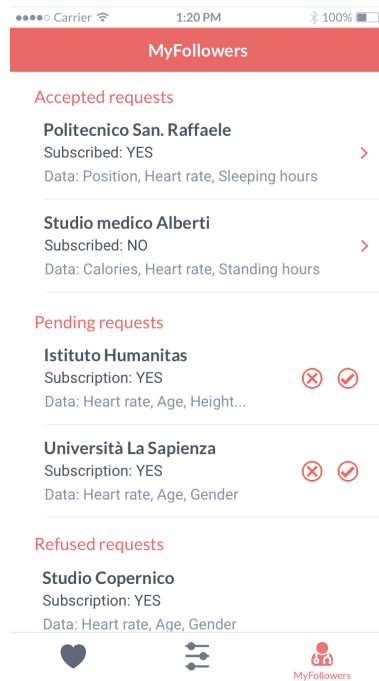 Carrier 1:20 PM 100%
MyFollowers
Accepted requests
Politecnico San. Raffaele
Subscribed: YES
Data: Position, Heart rate, Sleeping hours
Studio medico Alberti
Subscribed: NO
Data: Calories, Heart rate, Standing hours
Pending requests
Istituto Humanitas
Subscription: YES
Data: Heart rate, Age, Height...
Università La Sapienza
Subscription: YES
Data: Heart rate, Age, Gender
Refused requests
Studio Copernico
Subscription: YES
Data: Heart rate, Age, Gender
MyFollowers